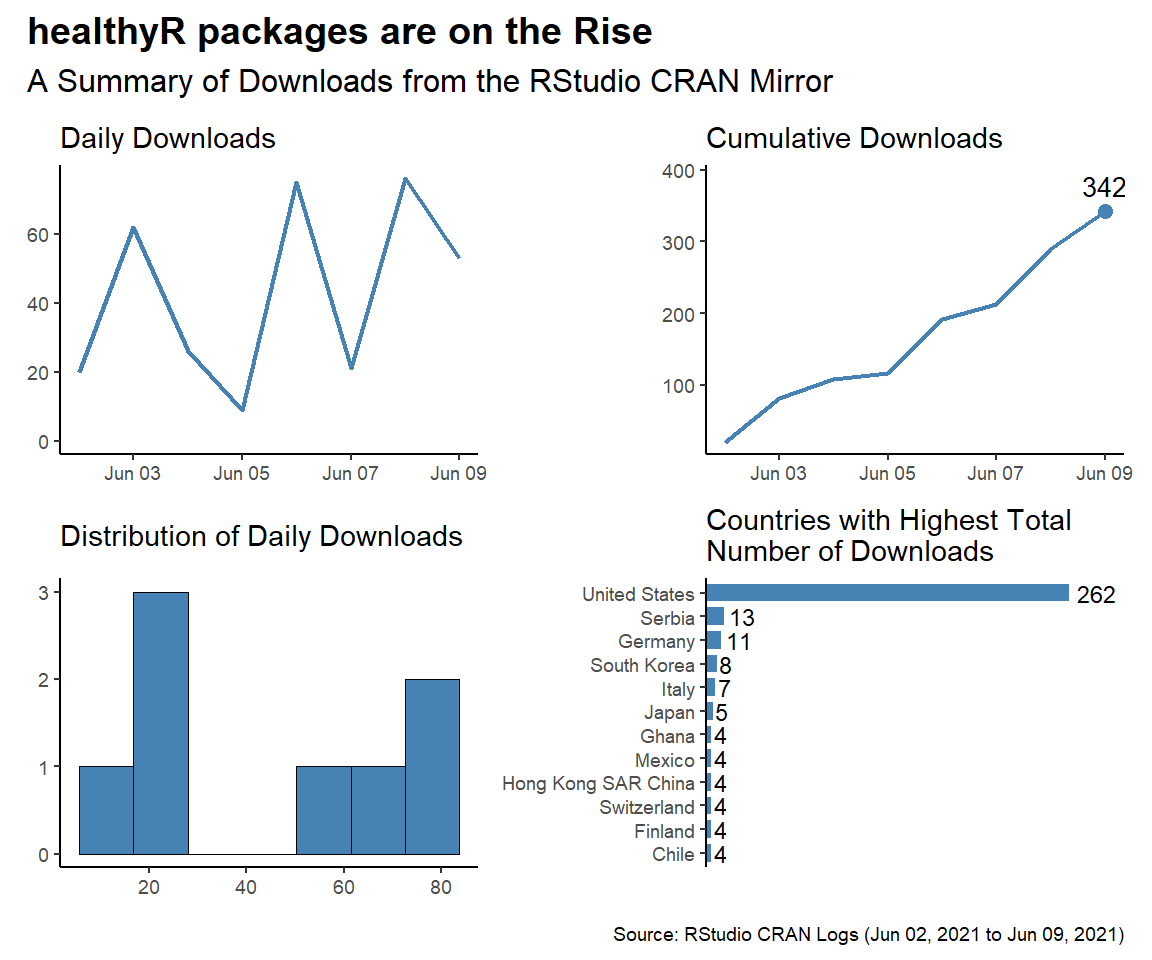 healthyR packages are on the Rise
A Summary of Downloads from the RStudio CRAN Mirror
Daily Downloads
60
40
20
0
Jun 03 Jun 05 Jun 07 Jun 09
Cumulative Downloads
400
300
200
100
342
Jun 03 Jun 05 Jun 07 Jun 09
Distribution of Daily Downloads
3
2
1
0
20 40 60 80
Countries with Highest Total
Number of Downloads
United States 262
Serbia 13
Germany 11
South Korea 8
Italy 7
Japan 5
Ghana 4
Mexico 4
Hong Kong SAR China 4
Switzerland 4
Finland 4
Chile 4
Source: RStudio CRAN Logs (Jun 02, 2021 to Jun 09, 2021)